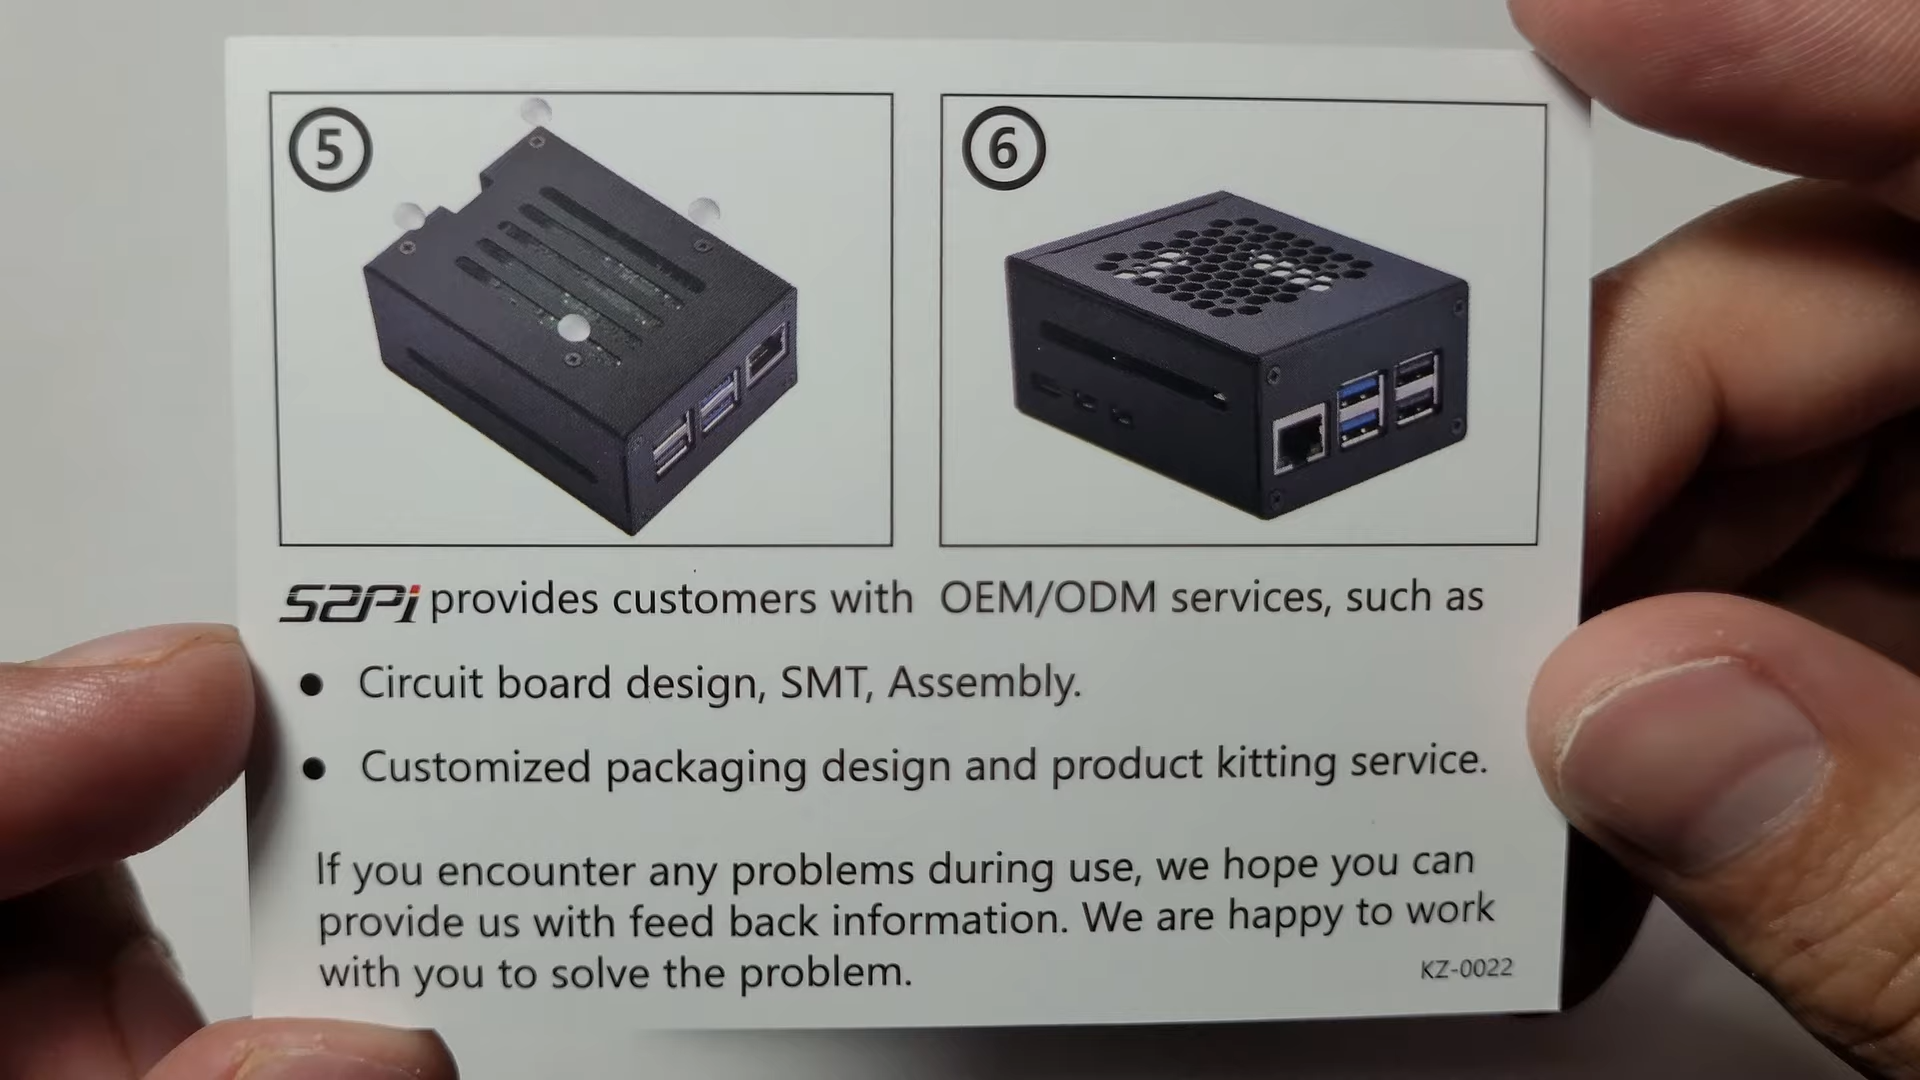 5
6
S2Pi provides customers with OEM/ODM services, such as
● Circuit board design, SMT, Assembly.
● Customized packaging design and product kitting service.
If you encounter any problems during use, we hope you can
provide us with feed back information. We are happy to work
with you to solve the problem.
KZ-0022